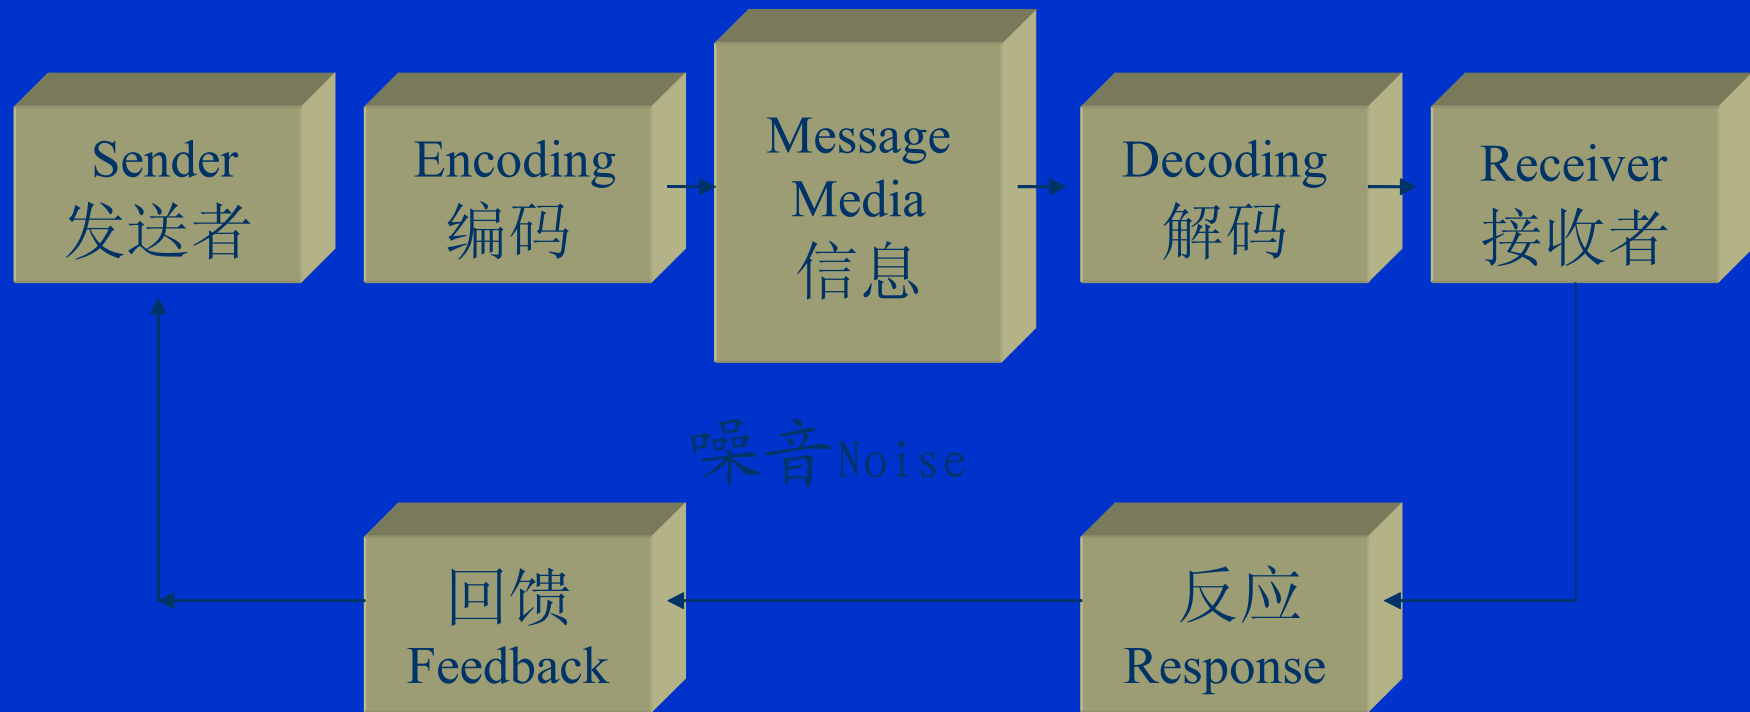 Sender
发送者
Encoding
编码
Message
Media
信息
Decoding
解码
Receiver
接收者
噪音Noise
回馈
Feedback
反应
Response